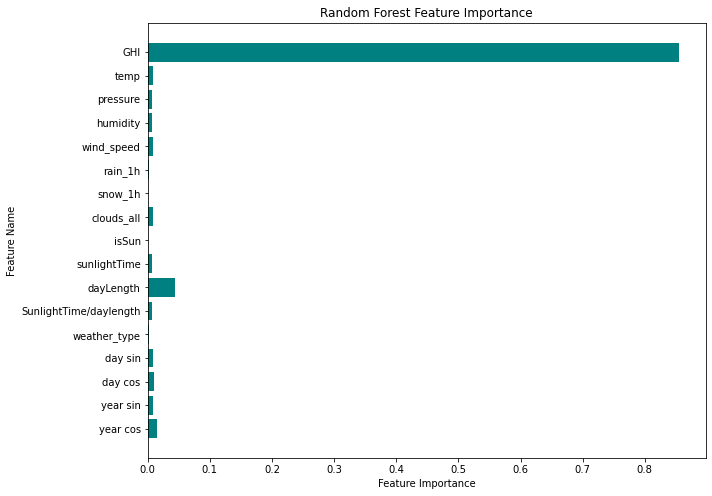 Random Forest Feature Importance
Feature Name
GHI
temp
pressure
humidity
wind_speed
rain_1h
snow_1h
clouds_all
isSun
sunlightTime
dayLength
SunlightTime/daylength
weather_type
day sin
day cos
year sin
year cos
0.0 0.1 0.2 0.3 0.4 0.5 0.6 0.7 0.8
Feature Importance